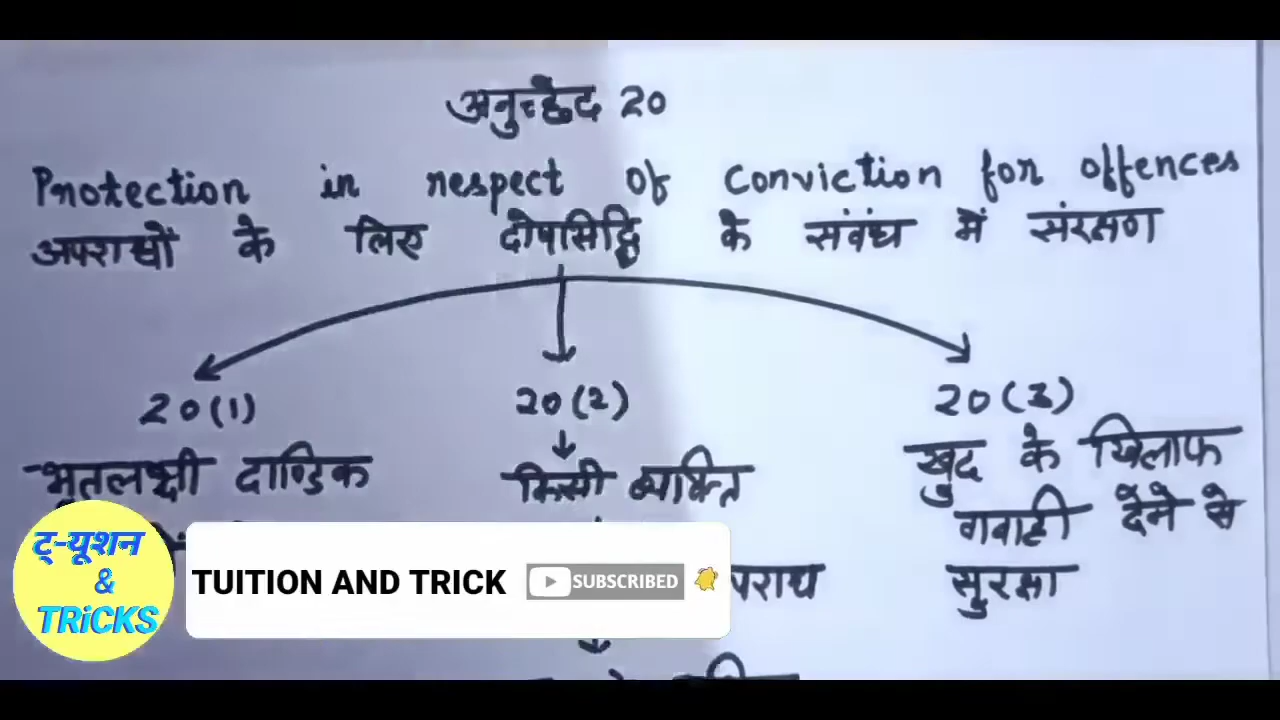 अनुच्छेद 20
Protection in respect of conviction for offences
अपराधों के लिए दोषसिद्धि के संबंध में संरक्षण
20(1) 20(2) 20(3)
भूतलक्षी दाण्डिक
किसी व्यक्ति
खुद के खिलाफ
गवाही देने से
सुरक्षा
पराध
ट्-यूशन
&
TRiCKS
TUITION AND TRICK
SUBSCRIBED